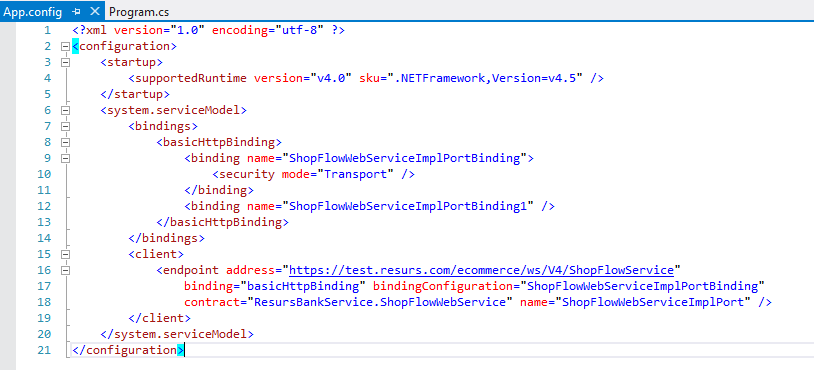 App.config Program.cs
1 <?xml version="1.0" encoding="utf-8" ?>
2 <configuration>
3 <startup>
4 <supportedRuntime version="v4.0" sku=".NETFramework,Version=v4.5" />
5 </startup>
6 <system.serviceModel>
7 <bindings>
8 <basicHttpBinding>
9 <binding name="ShopFlowWebServiceImplPortBinding">
10 <security mode="Transport" />
11 </binding>
12 <binding name="ShopFlowWebServiceImplPortBinding1" />
13 </basicHttpBinding>
14 </bindings>
15 <client>
16 <endpoint address="https://test.resurs.com/ecommerce/ws/V4/ShopFlowService"
17 binding="basicHttpBinding" bindingConfiguration="ShopFlowWebServiceImplPortBinding"
18 contract="ResursBankService.ShopFlowWebService" name="ShopFlowWebServiceImplPort" />
19 </client>
20 </system.serviceModel>
21 </configuration>